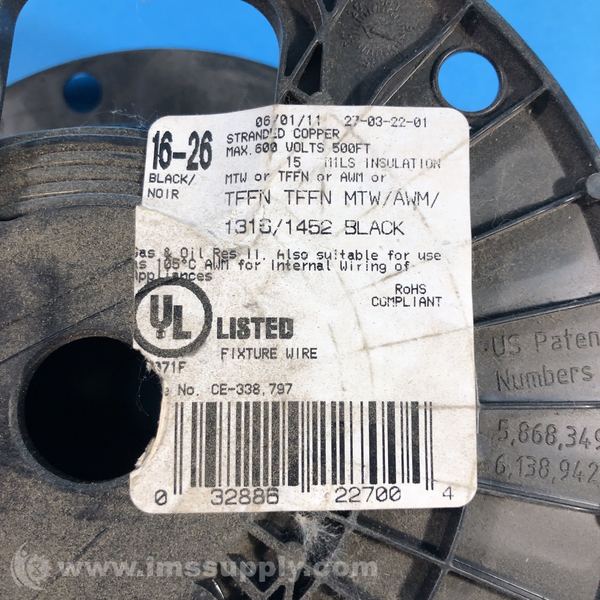 06/01/11 27-03-22-01
16-26
STRANDED COPPER
MAX.600 VOLTS 500FT
15 MILS INSULATION
BLACK/
NOIR
MTW or TFFN or AWM or
TFFN TFFN MTW/AWM/
1316/1452 BLACK
Gas & Oil Res II. Also suitable for use
as 105°C AWM for Internal Wiring of
Appliances
RoHS
COMPLIANT
UL LISTED
FIXTURE WIRE
371F
No. CE-338,797
0 32886 22700 4
US Paten
Numbers
5,868,349
6,138,942
www.imssupply.com